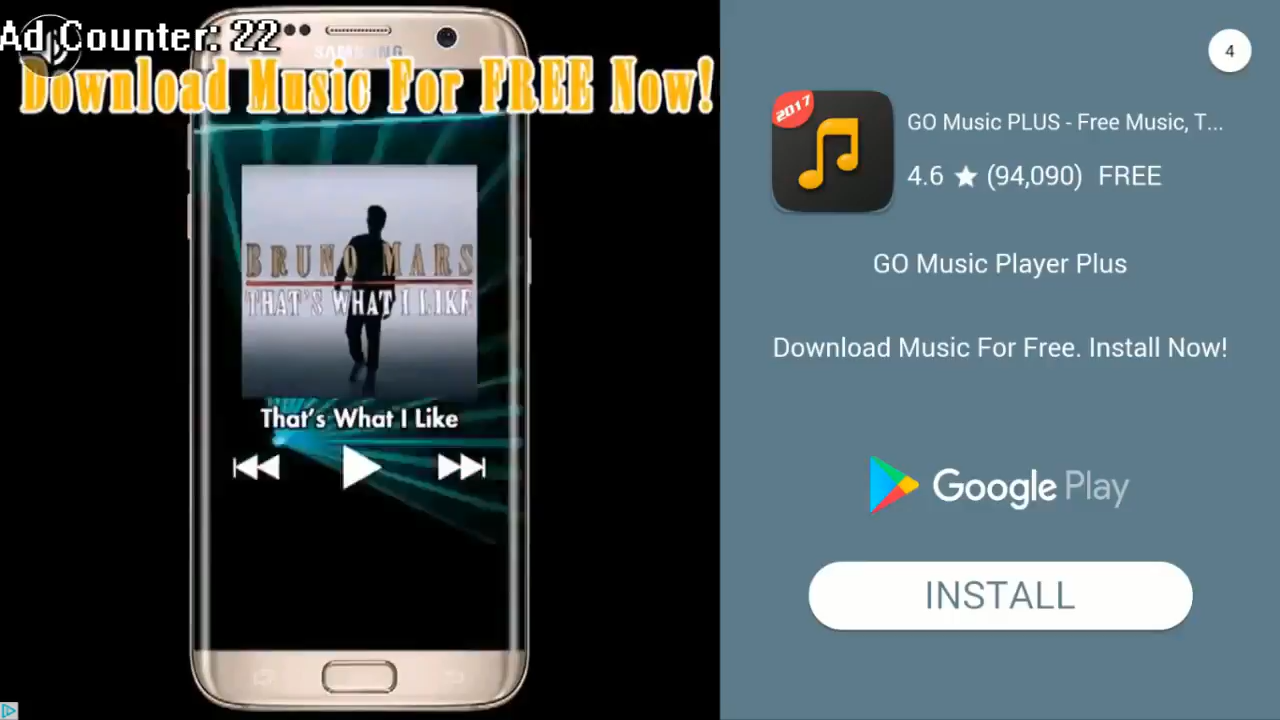 Ad Counter: 22
SAMSUNG
Download Music For FREE Now!
BRUNO MARS
THAT'S WHAT I LIKE
That's What I Like
4
2017
GO Music PLUS - Free Music, T...
4.6 ★ (94,090) FREE
GO Music Player Plus
Download Music For Free. Install Now!
Google Play
INSTALL